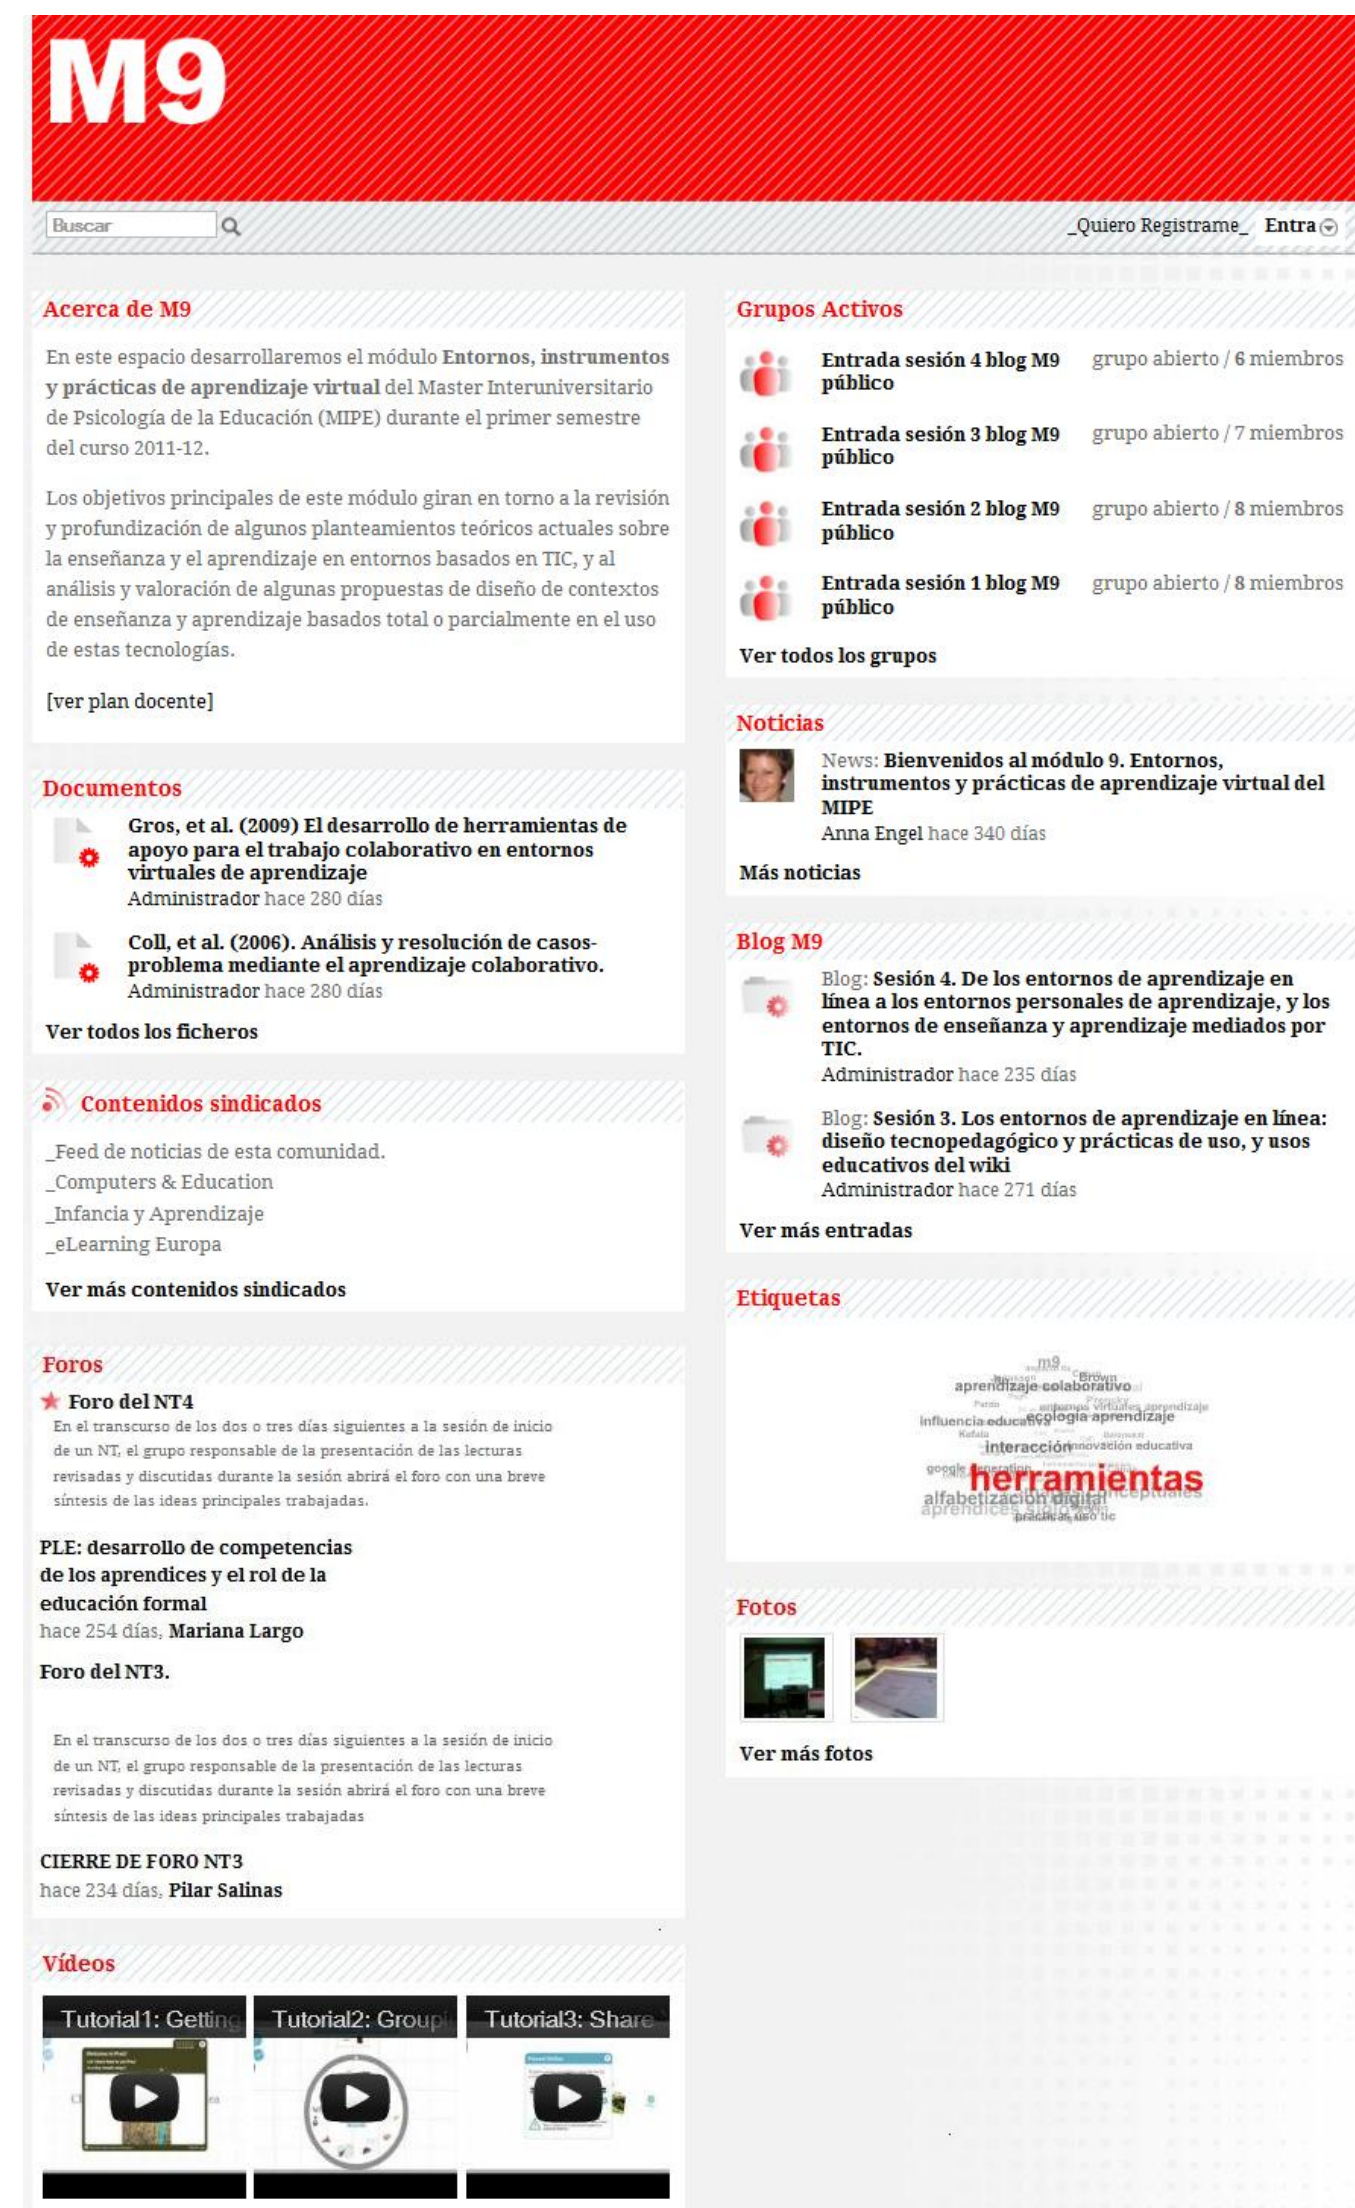 M9
Buscar
_Quiero Registrame_ Entra
Acerca de M9
En este espacio desarrollaremos el módulo Entornos, instrumentos
y prácticas de aprendizaje virtual del Master Interuniversitario
de Psicología de la Educación (MIPE) durante el primer semestre
del curso 2011-12.
Los objetivos principales de este módulo giran en torno a la revisión
y profundización de algunos planteamientos teóricos actuales sobre
la enseñanza y el aprendizaje en entornos basados en TIC, y al
análisis y valoración de algunas propuestas de diseño de contextos
de enseñanza y aprendizaje basados total o parcialmente en el uso
de estas tecnologías.
[ver plan docente]
Documentos
Gros, et al. (2009) El desarrollo de herramientas de
apoyo para el trabajo colaborativo en entornos
virtuales de aprendizaje
Administrador hace 280 días
Coll, et al. (2006). Análisis y resolución de casos-
problema mediante el aprendizaje colaborativo.
Administrador hace 280 días
Ver todos los ficheros
Contenidos sindicados
_Feed de noticias de esta comunidad.
_Computers & Education
_Infancia y Aprendizaje
_eLearning Europa
Ver más contenidos sindicados
Foros
Foro del NT4
En el transcurso de los dos o tres días siguientes a la sesión de inicio
de un NT, el grupo responsable de la presentación de las lecturas
revisadas y discutidas durante la sesión abrirá el foro con una breve
síntesis de las ideas principales trabajadas.
PLE: desarrollo de competencias
de los aprendices y el rol de la
educación formal
hace 254 días, Mariana Largo
Foro del NT3.
En el transcurso de los dos o tres días siguientes a la sesión de inicio
de un NT, el grupo responsable de la presentación de las lecturas
revisadas y discutidas durante la sesión abrirá el foro con una breve
síntesis de las ideas principales trabajadas
CIERRE DE FORO NT3
hace 234 días, Pilar Salinas
Vídeos
Tutorial1: Getting
Tutorial2: Groupi
Tutorial3: Share
Grupos Activos
Entrada sesión 4 blog M9 grupo abierto / 6 miembros
público
Entrada sesión 3 blog M9 grupo abierto / 7 miembros
público
Entrada sesión 2 blog M9 grupo abierto / 8 miembros
público
Entrada sesión 1 blog M9 grupo abierto / 8 miembros
público
Ver todos los grupos
Noticias
News: Bienvenidos al módulo 9. Entornos,
instrumentos y prácticas de aprendizaje virtual del
MIPE
Anna Engel hace 340 días
Más noticias
Blog M9
Blog: Sesión 4. De los entornos de aprendizaje en
línea a los entornos personales de aprendizaje, y los
entornos de enseñanza y aprendizaje mediados por
TIC.
Administrador hace 235 días
Blog: Sesión 3. Los entornos de aprendizaje en línea:
diseño tecnopedagógico y prácticas de uso, y usos
educativos del wiki
Administrador hace 271 días
Ver más entradas
Etiquetas
m9
Brown
aprendizaje colaborativo
Prensky
entornos virtuales aprendizaje
influencia educativa
ecología aprendizaje
interacción
innovación educativa
google generation
herramientas
alfabetización digital
aprendices siglo
prácticas uso tic
Fotos
Ver más fotos